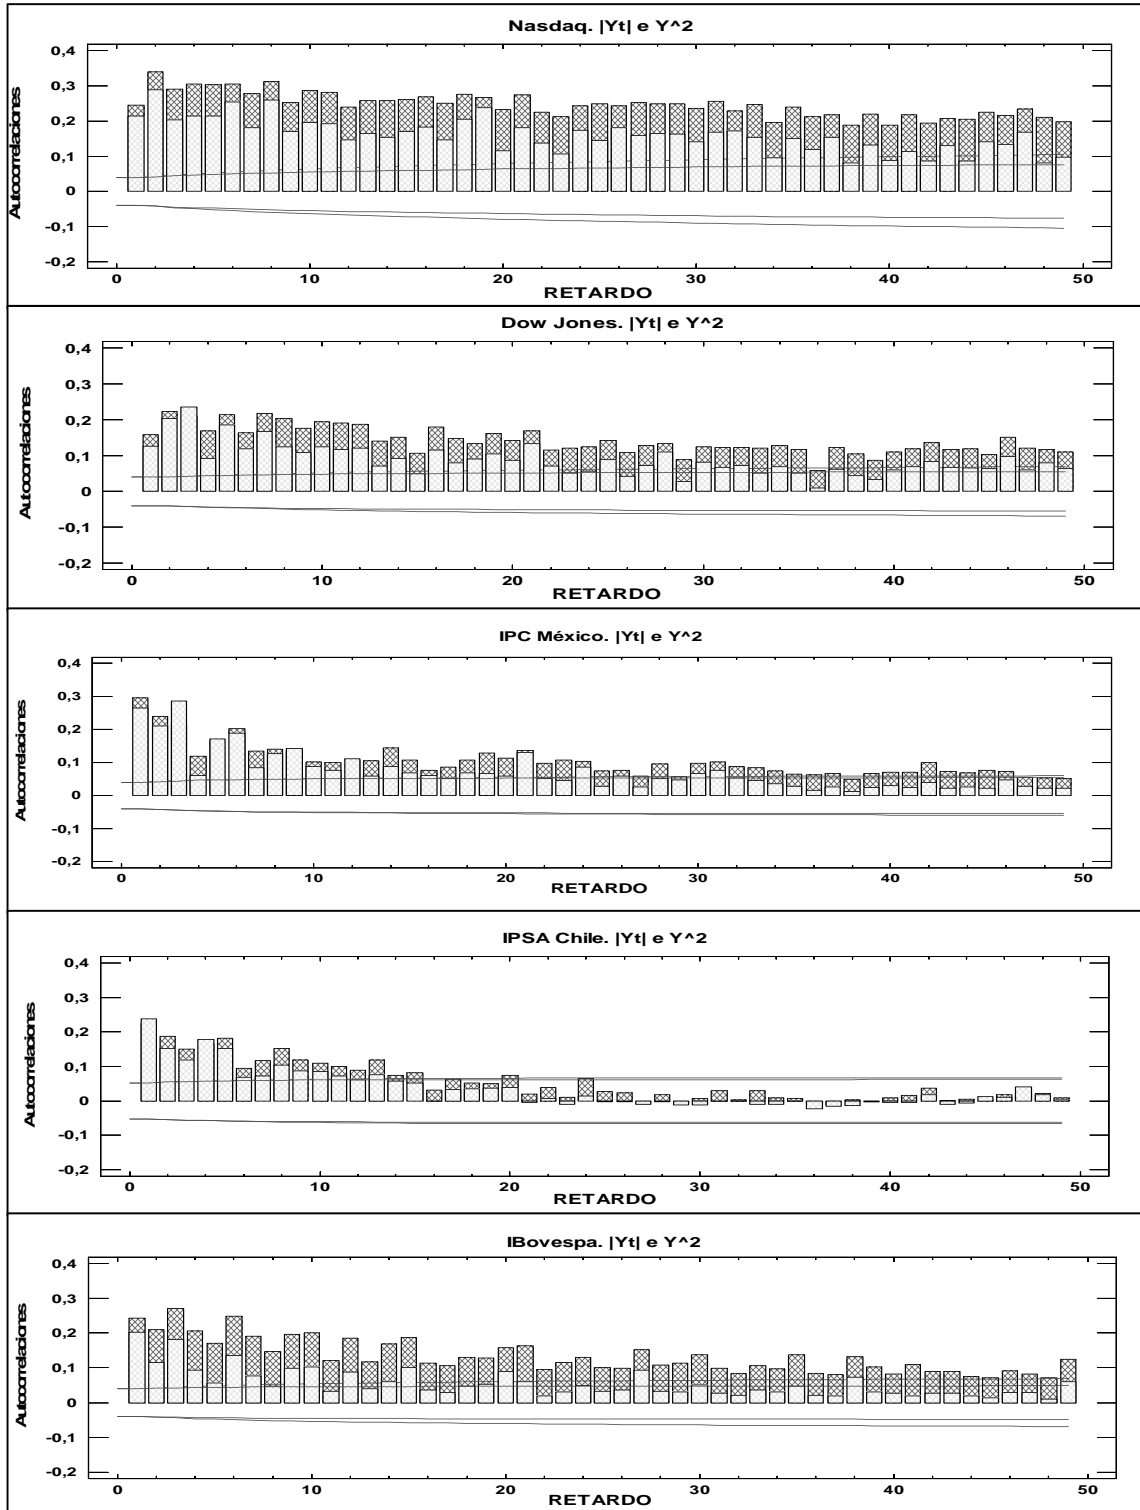 Nasdaq. |Yt| e Y^2
0,4
0,3
0,2
0,1
0
-0,1
-0,2
Autocorrelaciones
0 10 20 30 40 50
RETARDO
Dow Jones. |Yt| e Y^2
0,4
0,3
0,2
0,1
0
-0,1
-0,2
Autocorrelaciones
0 10 20 30 40 50
RETARDO
IPC México. |Yt| e Y^2
0,4
0,3
0,2
0,1
0
-0,1
-0,2
Autocorrelaciones
0 10 20 30 40 50
RETARDO
IPSA Chile. |Yt| e Y^2
0,4
0,3
0,2
0,1
0
-0,1
-0,2
Autocorrelaciones
0 10 20 30 40 50
RETARDO
IBovespa. |Yt| e Y^2
0,4
0,3
0,2
0,1
0
-0,1
-0,2
Autocorrelaciones
0 10 20 30 40 50
RETARDO